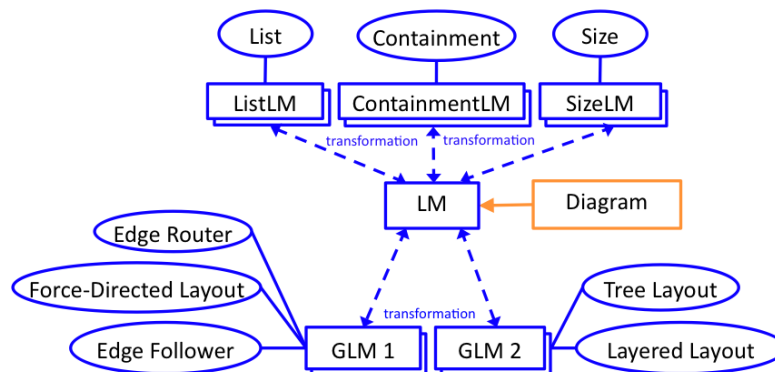 List
Containment
Size
ListLM
ContainmentLM
SizeLM
transformation
transformation
LM
Diagram
Edge Router
Force-Directed Layout
Tree Layout
transformation
Edge Follower
GLM 1
GLM 2
Layered Layout